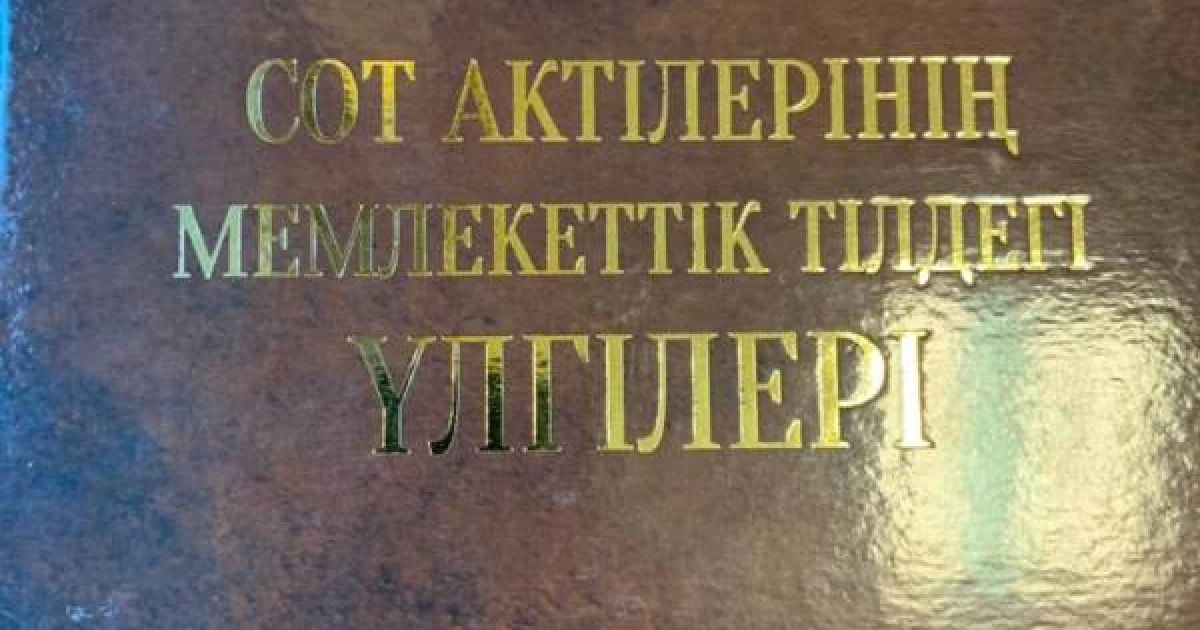 СОТ АКТІЛЕРІНІҢ
МЕМЛЕКЕТТІК ТІЛДЕГІ
ҮЛГІЛЕРІ